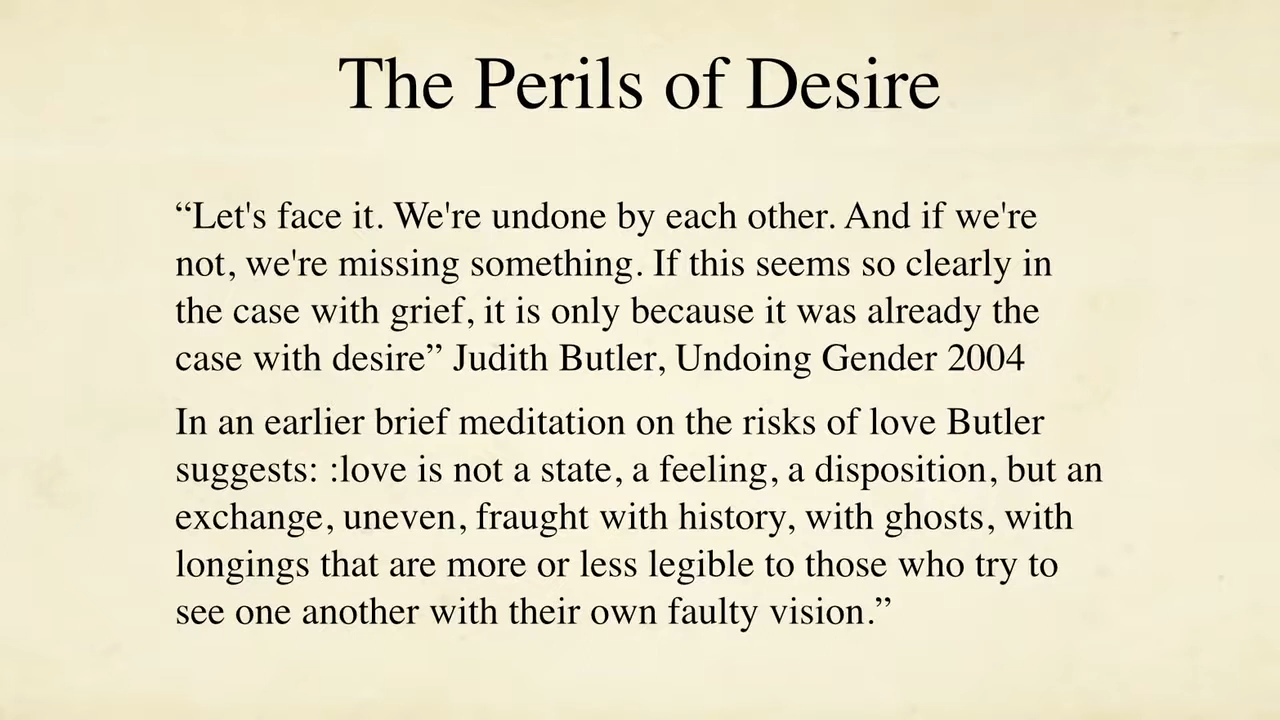 The Perils of Desire
“Let's face it. We're undone by each other. And if we're
not, we're missing something. If this seems so clearly in
the case with grief, it is only because it was already the
case with desire” Judith Butler, Undoing Gender 2004
In an earlier brief meditation on the risks of love Butler
suggests: :love is not a state, a feeling, a disposition, but an
exchange, uneven, fraught with history, with ghosts, with
longings that are more or less legible to those who try to
see one another with their own faulty vision.”